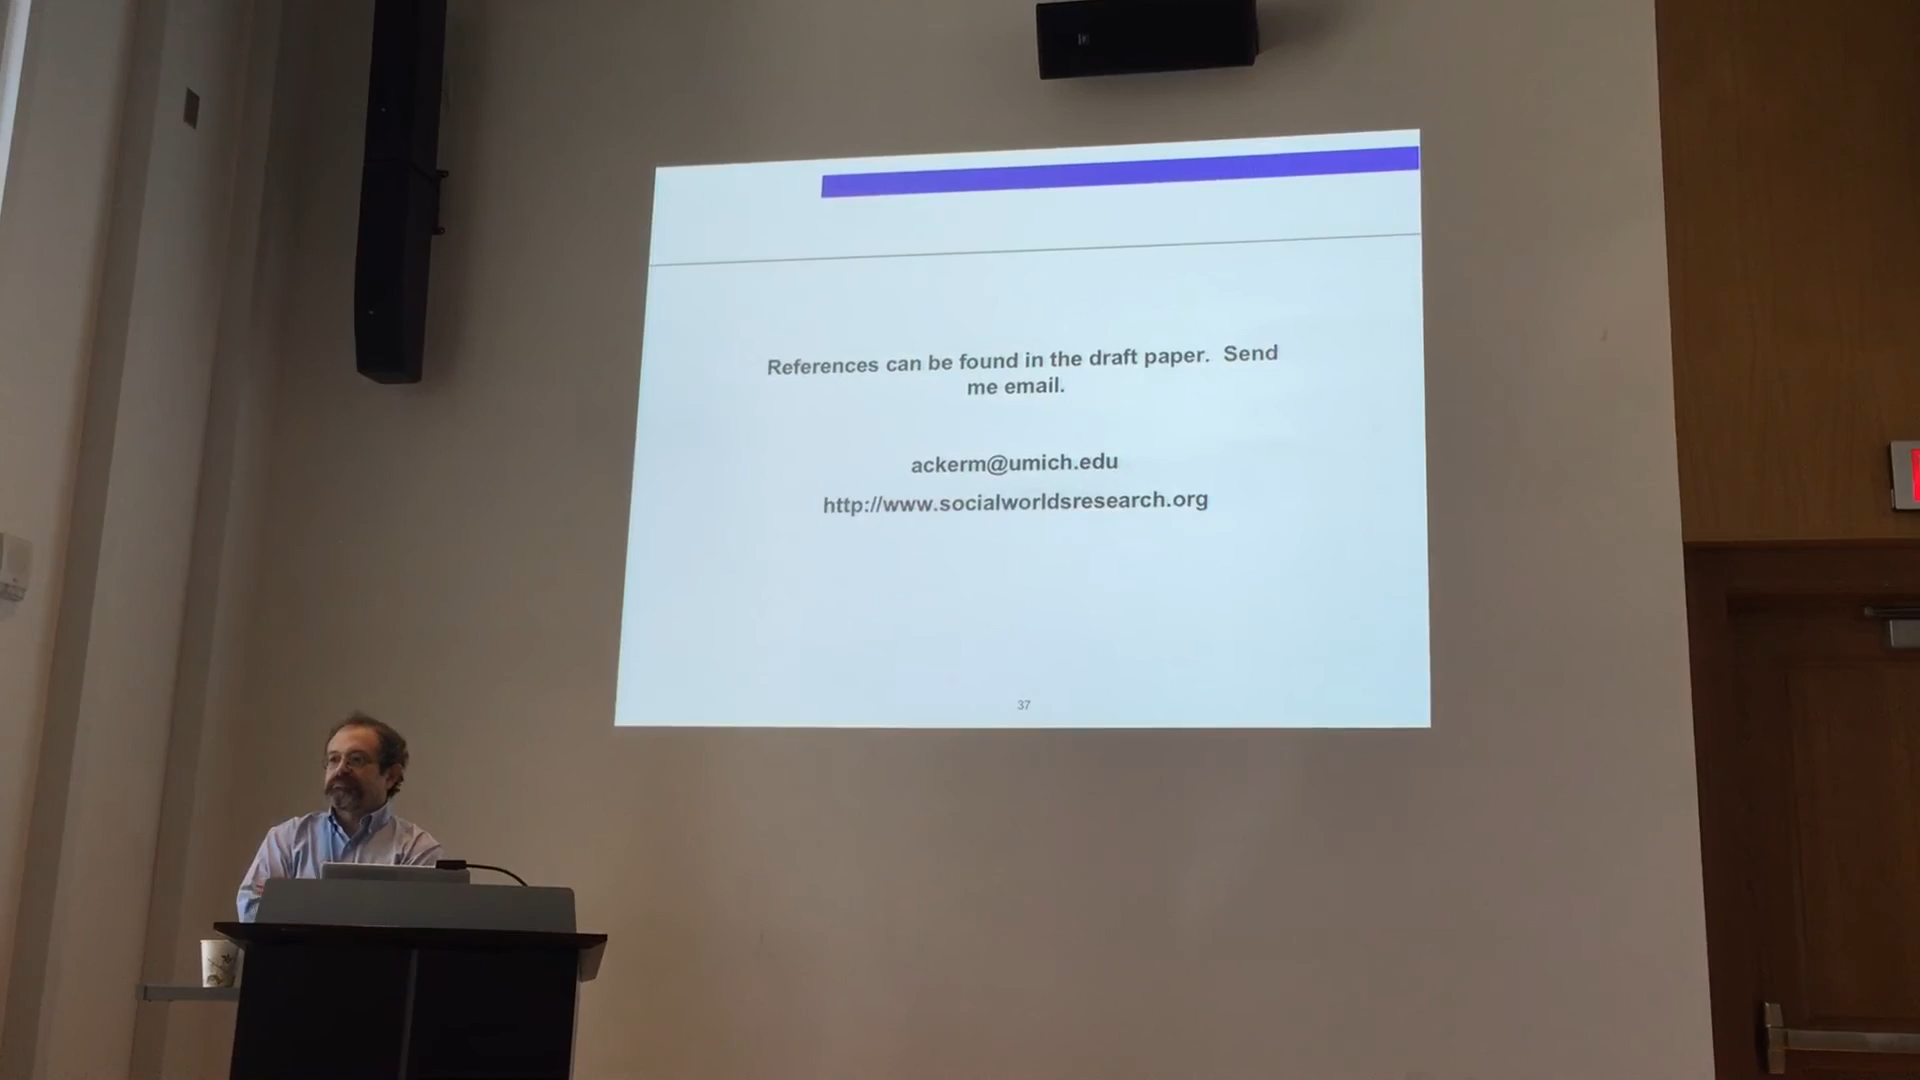 References can be found in the draft paper. Send
me email.
ackerm@umich.edu
http://www.socialworldsresearch.org
37